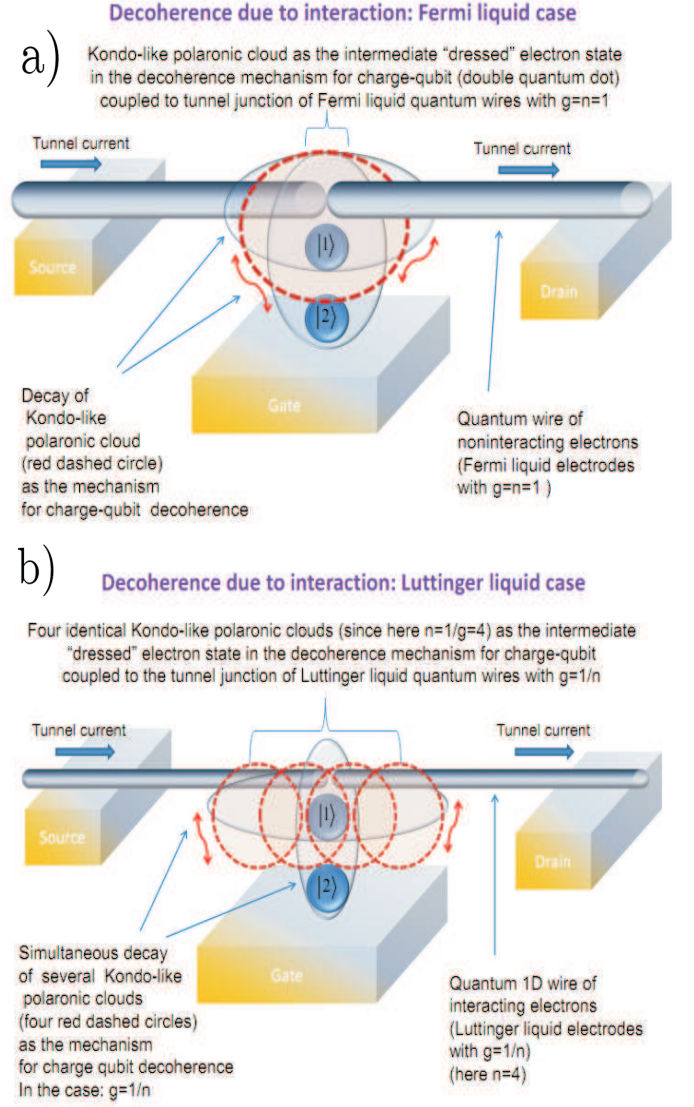 Decoherence due to interaction: Fermi liquid case
a)
Kondo-like polaronic cloud as the intermediate “dressed” electron state
in the decoherence mechanism for charge-qubit (double quantum dot)
coupled to tunnel junction of Fermi liquid quantum wires with g=n=1
Tunnel current
Tunnel current
|1⟩
Source
Drain
|2⟩
Gate
Decay of
Kondo-like
polaronic cloud
(red dashed circle)
as the mechanism
for charge-qubit decoherence
Quantum wire of
noninteracting electrons
(Fermi liquid electrodes
with g=n=1 )
b)
Decoherence due to interaction: Luttinger liquid case
Four identical Kondo-like polaronic clouds (since here n=1/g=4) as the intermediate
“dressed” electron state in the decoherence mechanism for charge-qubit
coupled to the tunnel junction of Luttinger liquid quantum wires with g=1/n
Tunnel current
Tunnel current
|1⟩
Source
Drain
|2⟩
Gate
Simultaneous decay
of several Kondo-like
polaronic clouds
(four red dashed circles)
as the mechanism
for charge qubit decoherence
In the case: g=1/n
Quantum 1D wire of
interacting electrons
(Luttinger liquid electrodes
with g=1/n)
(here n=4)